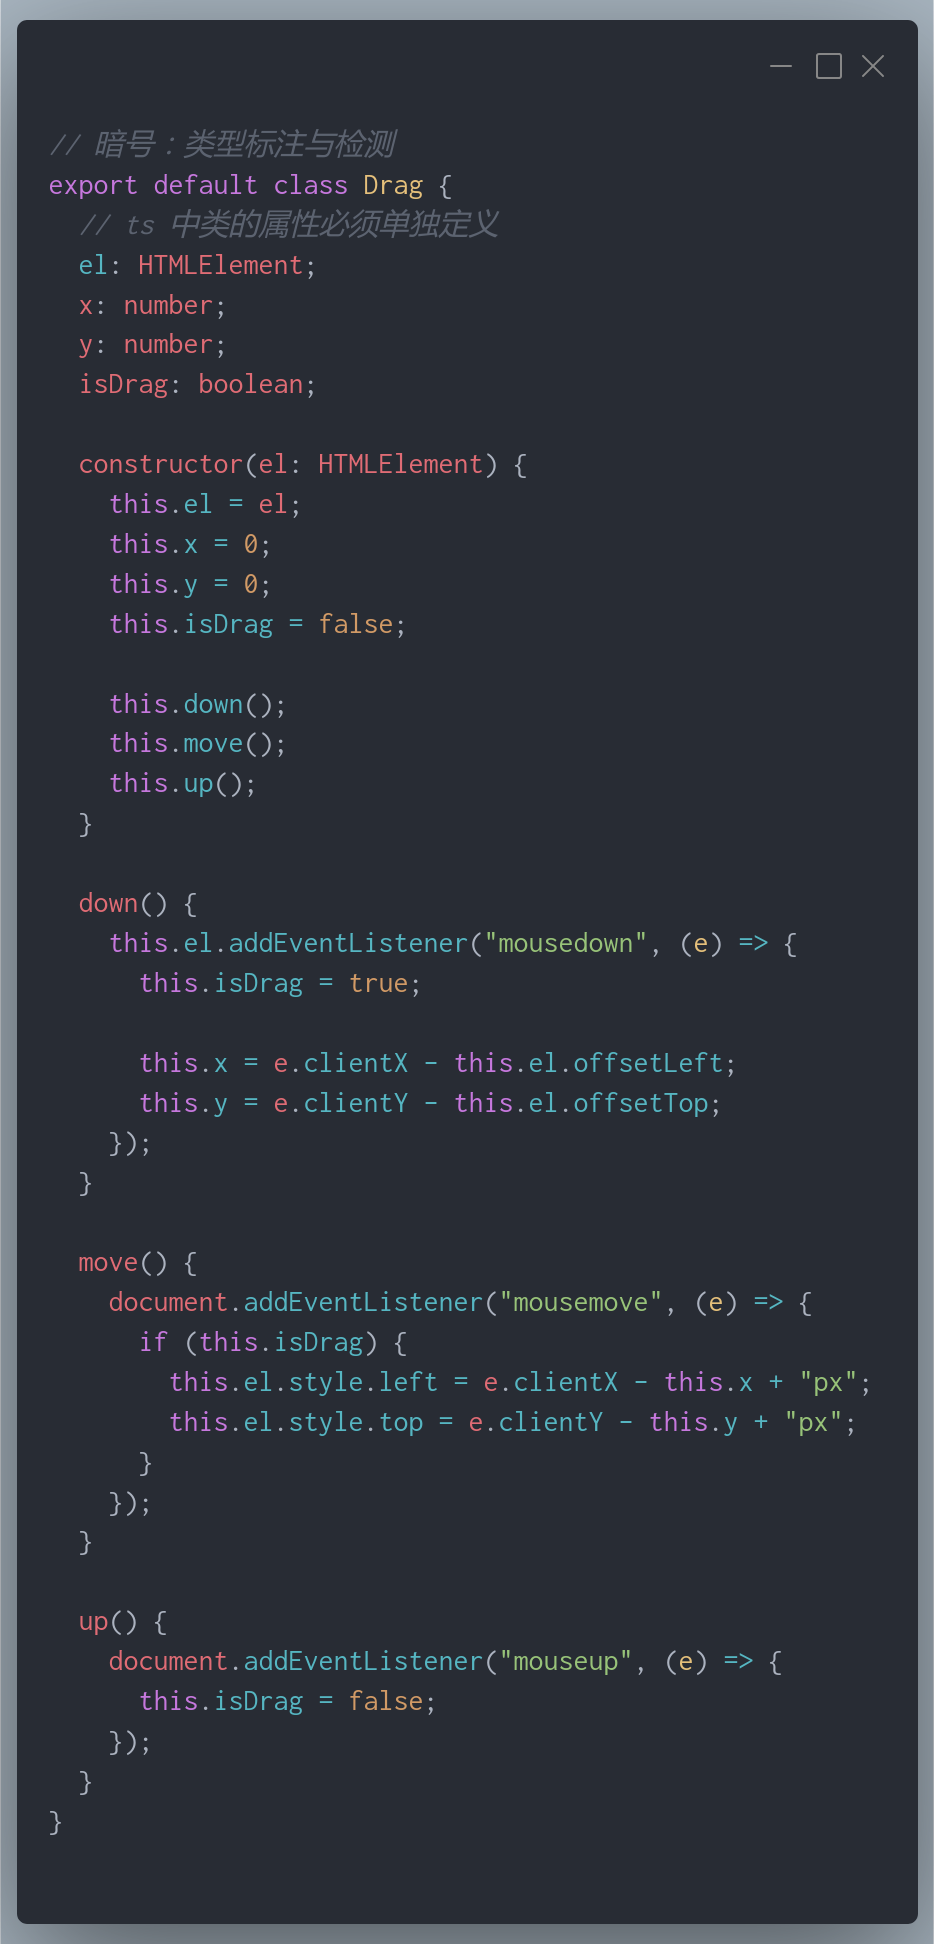 // 暗号：类型标注与检测
export default class Drag {
  // ts 中类的属性必须单独定义
  el: HTMLElement;
  x: number;
  y: number;
  isDrag: boolean;

  constructor(el: HTMLElement) {
    this.el = el;
    this.x = 0;
    this.y = 0;
    this.isDrag = false;

    this.down();
    this.move();
    this.up();
  }

  down() {
    this.el.addEventListener("mousedown", (e) => {
      this.isDrag = true;

      this.x = e.clientX - this.el.offsetLeft;
      this.y = e.clientY - this.el.offsetTop;
    });
  }

  move() {
    document.addEventListener("mousemove", (e) => {
      if (this.isDrag) {
        this.el.style.left = e.clientX - this.x + "px";
        this.el.style.top = e.clientY - this.y + "px";
      }
    });
  }

  up() {
    document.addEventListener("mouseup", (e) => {
      this.isDrag = false;
    });
  }
}